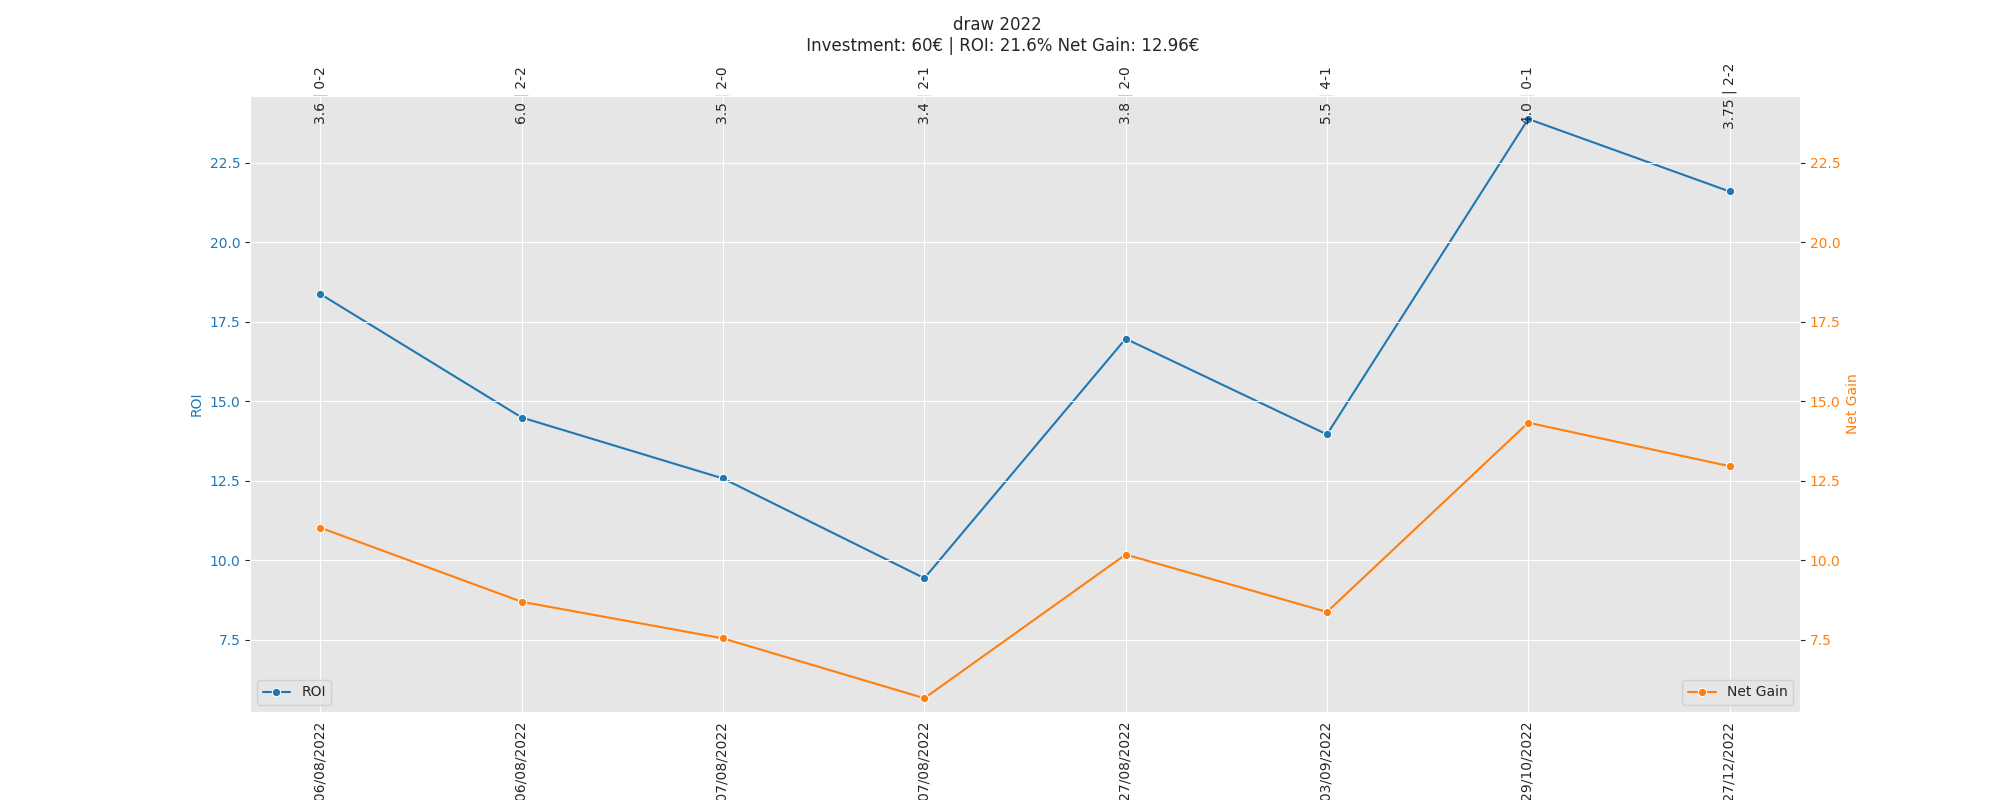 draw 2022
Investment: 60€ | ROI: 21.6% Net Gain: 12.96€
3.6 | 0-2
6.0 | 2-2
3.5 | 2-0
3.4 | 2-1
3.8 | 2-0
5.5 | 4-1
4.0 | 0-1
3.75 | 2-2
22.5
20.0
17.5
15.0
12.5
10.0
7.5
ROI
22.5
20.0
17.5
15.0
12.5
10.0
7.5
Net Gain
ROI
Net Gain
06/08/2022
06/08/2022
07/08/2022
07/08/2022
27/08/2022
03/09/2022
29/10/2022
27/12/2022